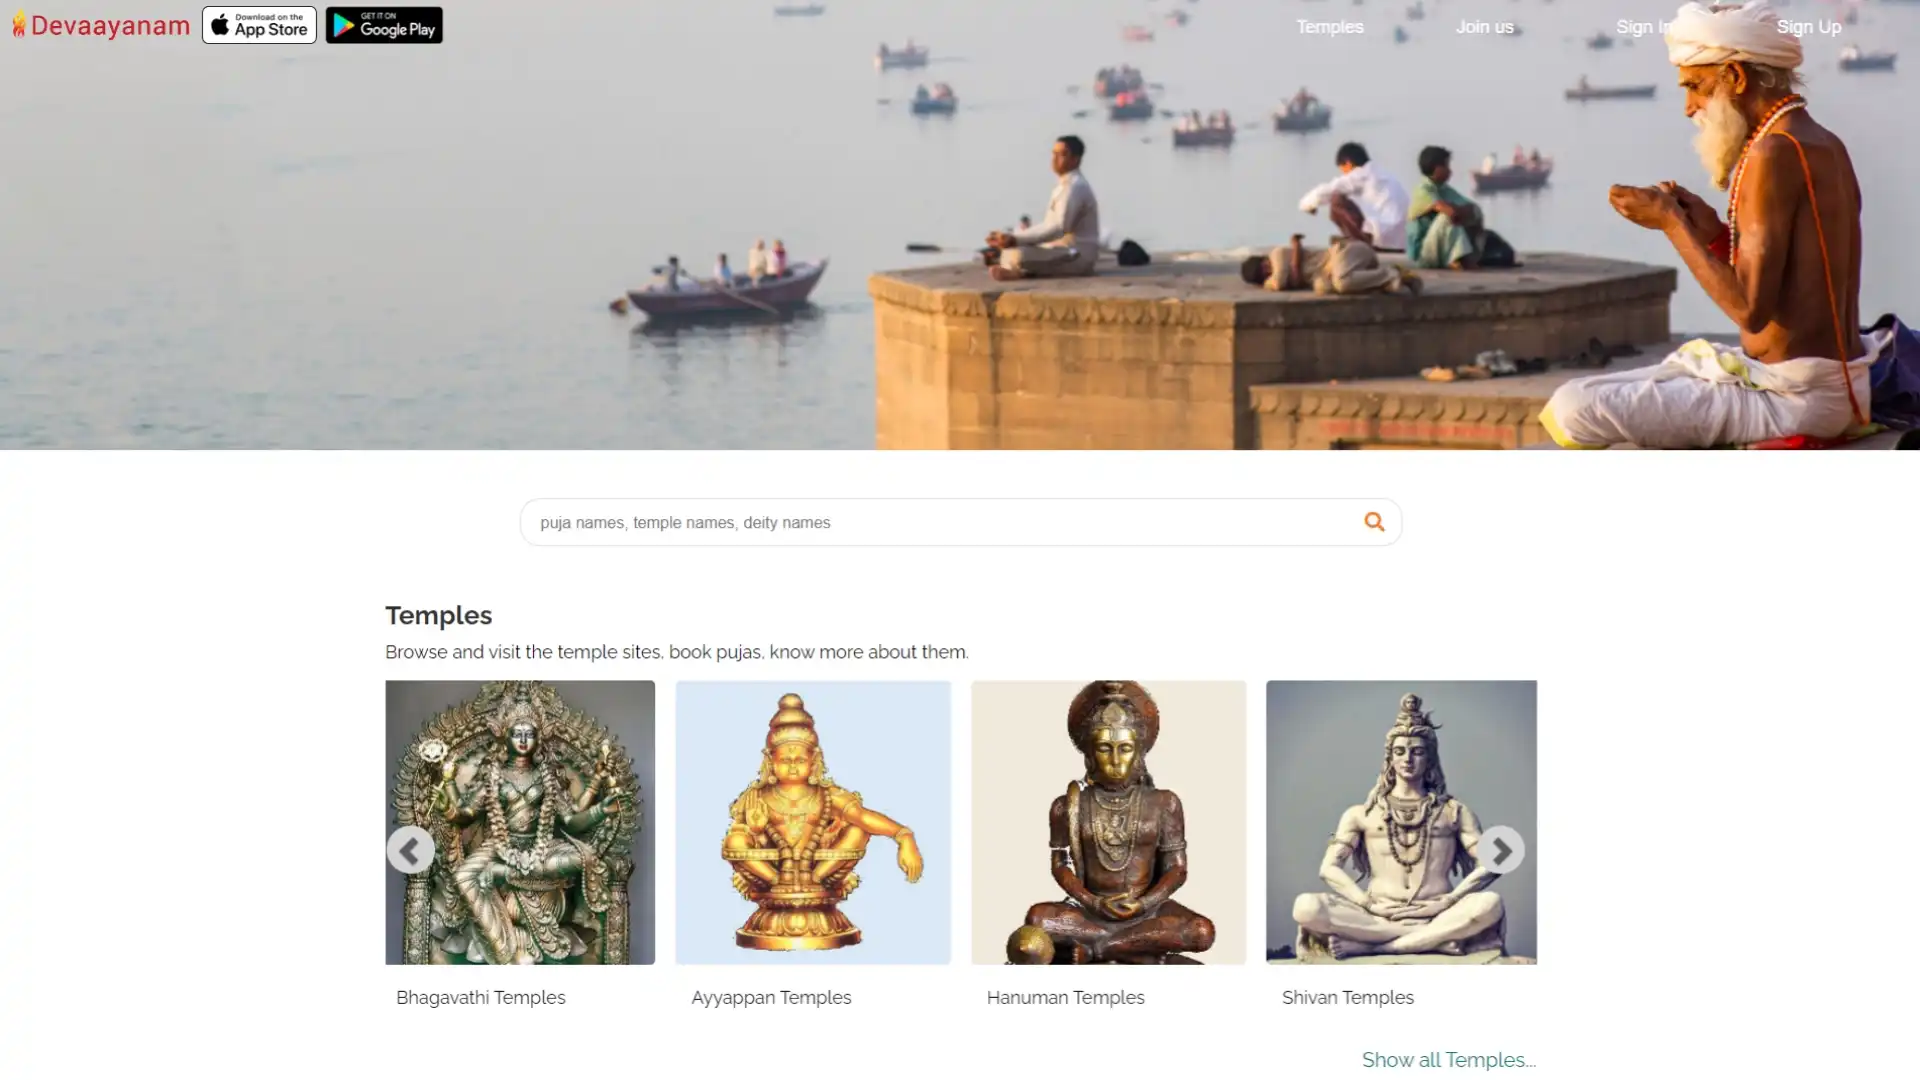 Devaayanam
Download on the
App Store
GET IT ON
Google Play
Temples
Join us
Sign In
Sign Up
puja names, temple names, deity names
Temples
Browse and visit the temple sites, book pujas, know more about them.
Bhagavathi Temples
Ayyappan Temples
Hanuman Temples
Shivan Temples
Show all Temples...